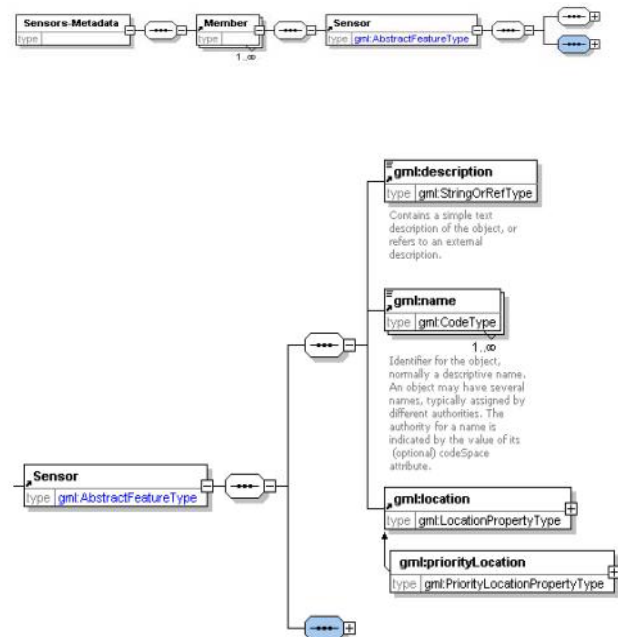 Sensors-Metadata
type
Member
type
1..∞
Sensor
type gml:AbstractFeatureType
gml:description
type gml:StringOrRefType
Contains a simple text
description of the object, or
refers to an external
description.
gml:name
type gml:CodeType
1..∞
Identifier for the object,
normally a descriptive name.
An object may have several
names, typically assigned by
different authorities. The
authority for a name is
indicated by the value of its
(optional) codeSpace
attribute.
Sensor
type gml:AbstractFeatureType
gml:location
type gml:LocationPropertyType
gml:priorityLocation
type gml:PriorityLocationPropertyType